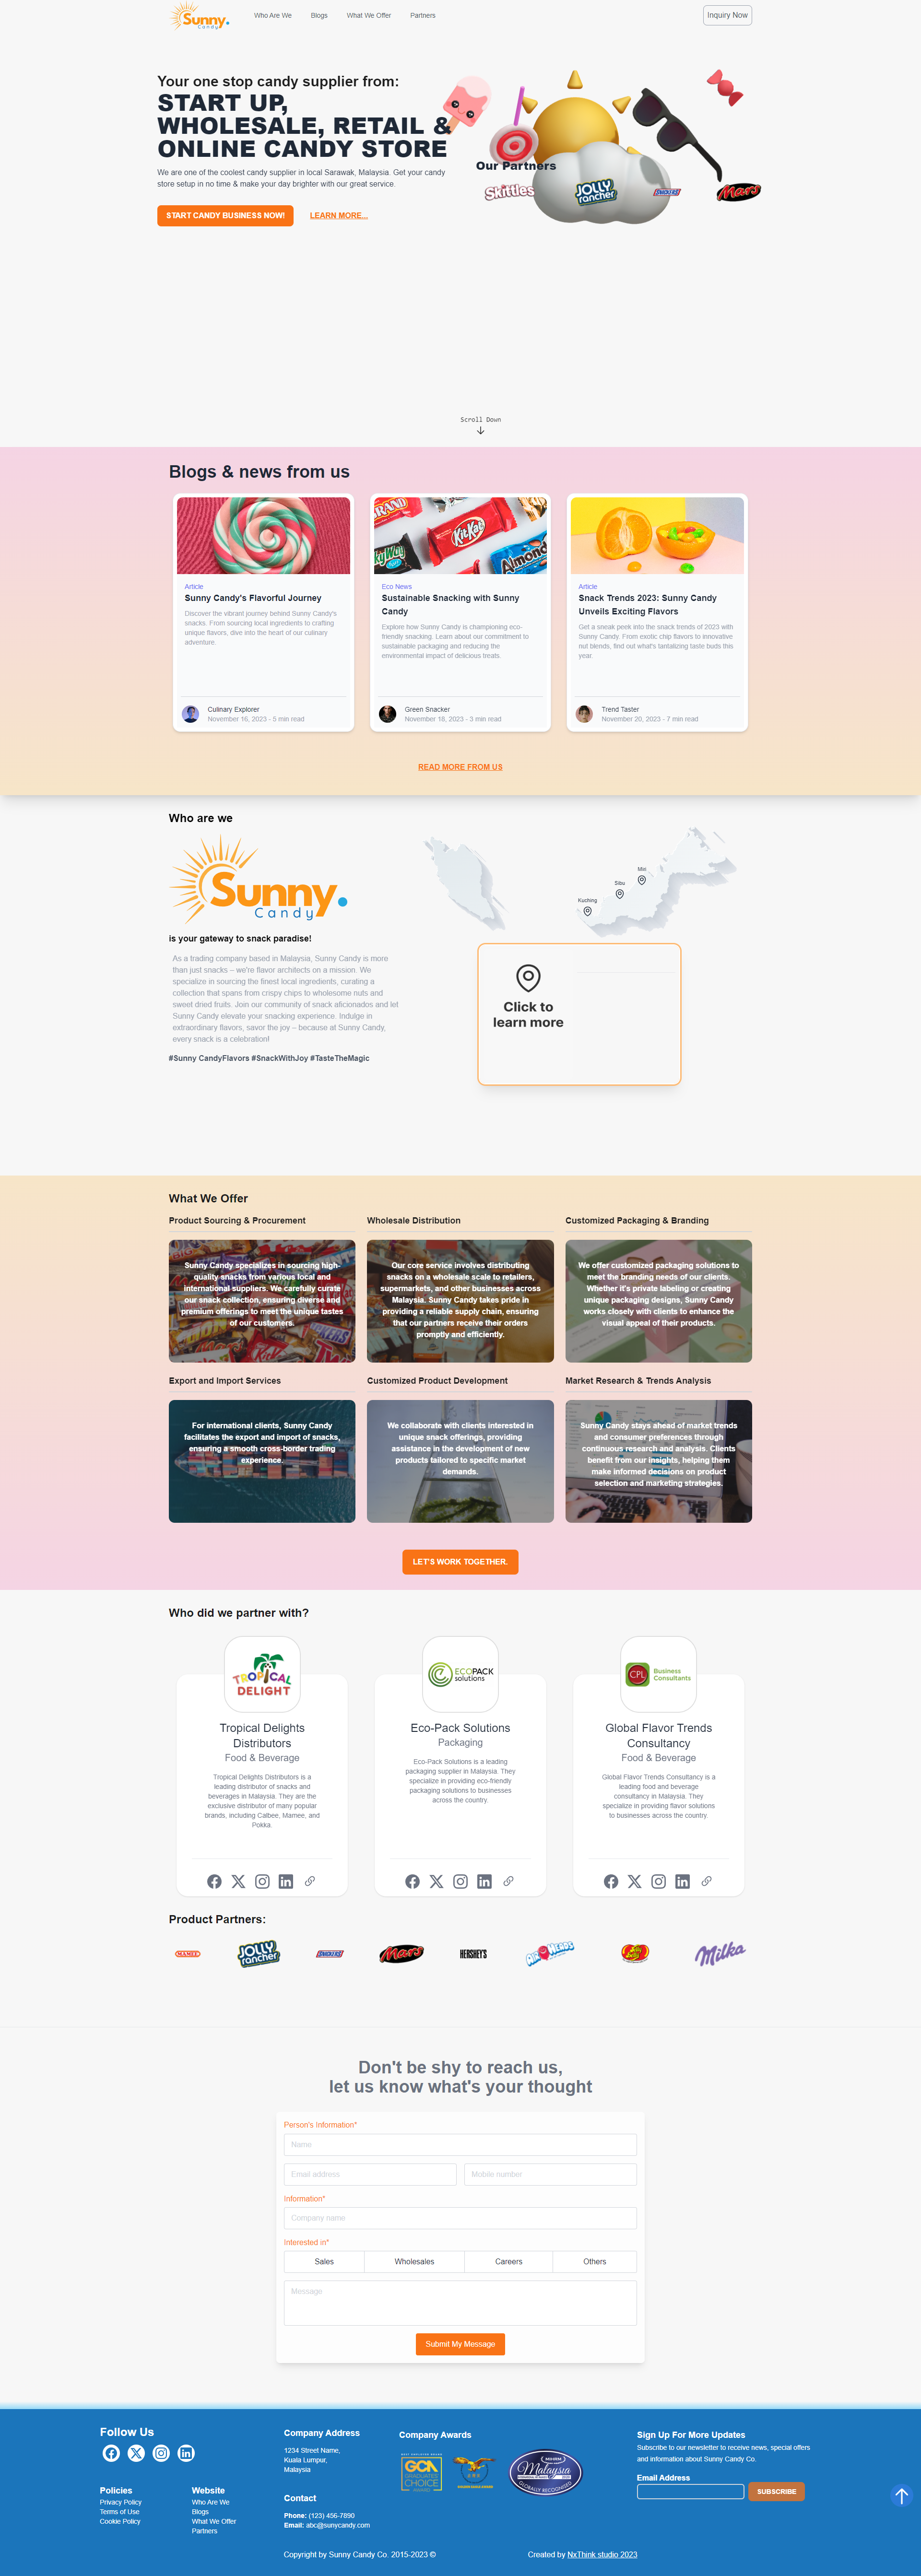 Sunny
Candy
Who Are We
Blogs
What We Offer
Partners
Inquiry Now
Your one stop candy supplier from:
START UP,
WHOLESALE, RETAIL &
ONLINE CANDY STORE
We are one of the coolest candy supplier in local Sarawak, Malaysia. Get your candy
store setup in no time & make your day brighter with our great service.
START CANDY BUSINESS NOW!
LEARN MORE...
Our Partners
Skittles
JOLLY
rancher
SNICKERS
Mars
Scroll Down
Blogs & news from us
KitKat
Almond
Article
Sunny Candy's Flavorful Journey
Discover the vibrant journey behind Sunny Candy's
snacks. From sourcing local ingredients to crafting
unique flavors, dive into the heart of our culinary
adventure.
Culinary Explorer
November 16, 2023 - 5 min read
Eco News
Sustainable Snacking with Sunny
Candy
Explore how Sunny Candy is championing eco-
friendly snacking. Learn about our commitment to
sustainable packaging and reducing the
environmental impact of delicious treats.
Green Snacker
November 18, 2023 - 3 min read
Article
Snack Trends 2023: Sunny Candy
Unveils Exciting Flavors
Get a sneak peek into the snack trends of 2023 with
Sunny Candy. From exotic chip flavors to innovative
nut blends, find out what's tantalizing taste buds this
year.
Trend Taster
November 20, 2023 - 7 min read
READ MORE FROM US
Who are we
Sunny
Candy
is your gateway to snack paradise!
As a trading company based in Malaysia, Sunny Candy is more
than just snacks – we're flavor architects on a mission. We
specialize in sourcing the finest local ingredients, curating a
collection that spans from crispy chips to wholesome nuts and
sweet dried fruits. Join our community of snack aficionados and let
Sunny Candy elevate your snacking experience. Indulge in
extraordinary flavors, savor the joy – because at Sunny Candy,
every snack is a celebration!
#Sunny CandyFlavors #SnackWithJoy #TasteTheMagic
Miri
Sibu
Kuching
Click to
learn more
What We Offer
Product Sourcing & Procurement
Sunny Candy specializes in sourcing high-
quality snacks from various local and
international suppliers. We carefully curate
our snack collection, ensuring diverse and
premium offerings to meet the unique tastes
of our customers.
Wholesale Distribution
Our core service involves distributing
snacks on a wholesale scale to retailers,
supermarkets, and other businesses across
Malaysia. Sunny Candy takes pride in
providing a reliable supply chain, ensuring
that our partners receive their orders
promptly and efficiently.
Customized Packaging & Branding
We offer customized packaging solutions to
meet the branding needs of our clients.
Whether it's private labeling or creating
unique packaging designs, Sunny Candy
works closely with clients to enhance the
visual appeal of their products.
Export and Import Services
For international clients, Sunny Candy
facilitates the export and import of snacks,
ensuring a smooth cross-border trading
experience.
Customized Product Development
We collaborate with clients interested in
unique snack offerings, providing
assistance in the development of new
products tailored to specific market
demands.
Market Research & Trends Analysis
Sunny Candy stays ahead of market trends
and consumer preferences through
continuous research and analysis. Clients
benefit from our insights, helping them
make informed decisions on product
selection and marketing strategies.
LET'S WORK TOGETHER.
Who did we partner with?
TROPICAL
DELIGHT
Tropical Delights
Distributors
Food & Beverage
Tropical Delights Distributors is a
leading distributor of snacks and
beverages in Malaysia. They are the
exclusive distributor of many popular
brands, including Calbee, Mamee, and
Pokka.
ECOPACK
solutions
Eco-Pack Solutions
Packaging
Eco-Pack Solutions is a leading
packaging supplier in Malaysia. They
specialize in providing eco-friendly
packaging solutions to businesses
across the country.
CPL
Business
Consultants
Global Flavor Trends
Consultancy
Food & Beverage
Global Flavor Trends Consultancy is a
leading food and beverage
consultancy in Malaysia. They
specialize in providing flavor solutions
to businesses across the country.
Product Partners:
MAMEE
JOLLY
rancher
SNICKERS
Mars
HERSHEY'S
AIRHEADS
Jelly Belly
Milka
Don't be shy to reach us,
let us know what's your thought
Person's Information*
Name
Email address
Mobile number
Information*
Company name
Interested in*
Sales
Wholesales
Careers
Others
Message
Submit My Message
Follow Us
Policies
Privacy Policy
Terms of Use
Cookie Policy
Website
Who Are We
Blogs
What We Offer
Partners
Company Address
1234 Street Name,
Kuala Lumpur,
Malaysia
Contact
Phone: (123) 456-7890
Email: abc@sunycandy.com
Company Awards
GCA
GRADUATES'
CHOICE
AWARD
Malaysia
GLOBALLY RECOGNISED
Sign Up For More Updates
Subscribe to our newsletter to receive news, special offers
and information about Sunny Candy Co.
Email Address
SUBSCRIBE
Copyright by Sunny Candy Co. 2015-2023 ©
Created by NxThink studio 2023